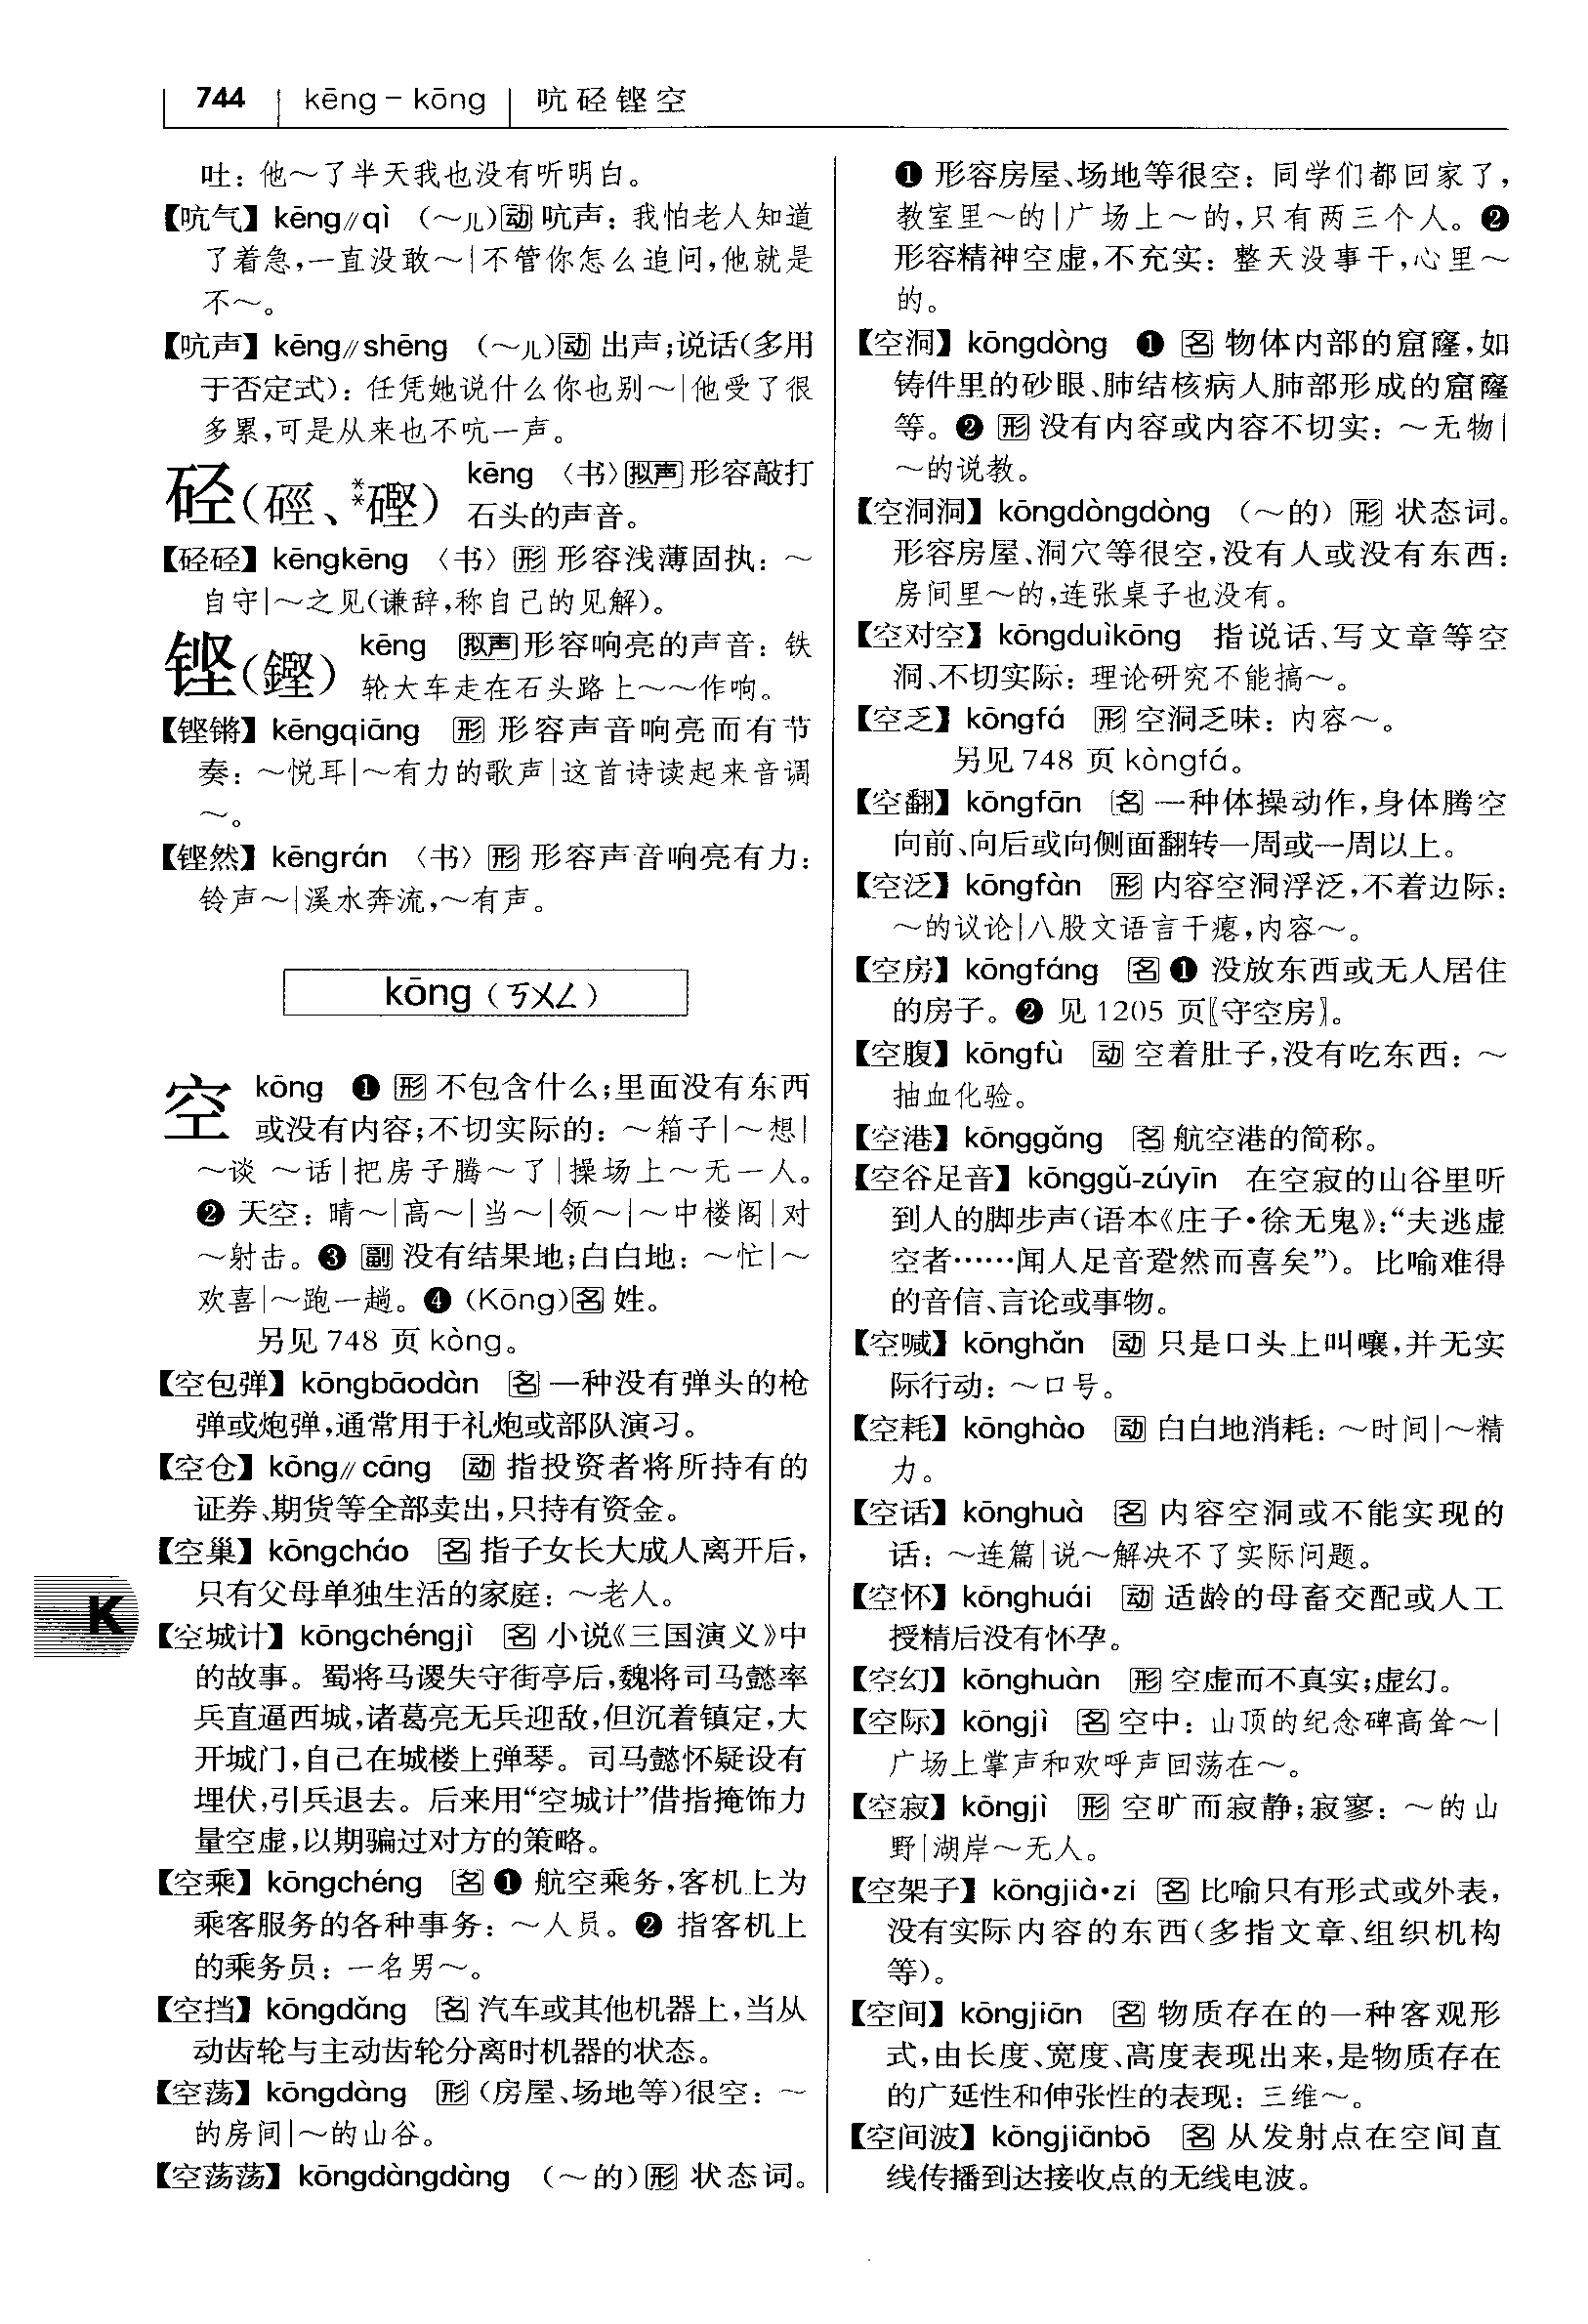 744 kēng－kōng 吭硁铿空
吐：他～了半天我也没有听明白。
【吭气】kēng∥qì （～儿）动 吭声：我怕老人知道
了着急，一直没敢～|不管你怎么追问，他就是
不～。
【吭声】kēng∥shēng （～儿）动 出声；说话（多用
于否定式）：任凭她说什么你也别～|他受了很
多累，可是从来也不吭一声。
硁（硜、**磬） kēng 〈书〉拟声 形容敲打
石头的声音。
【硁硁】kēngkēng 〈书〉形 形容浅薄固执：～
自守|～之见（谦辞，称自己的见解）。
铿（鏗） kēng 拟声 形容响亮的声音：铁
轮大车走在石头路上～～作响。
【铿锵】kēngqiāng 形 形容声音响亮而有节
奏：～悦耳|～有力的歌声|这首诗读起来音调
～。
【铿然】kēngrán 〈书〉形 形容声音响亮有力：
铃声～|溪水奔流，～有声。
kōng（ㄎㄨㄥ）
空 kōng ❶ 形 不包含什么；里面没有东西
或没有内容；不切实际的：～箱子|～想|
～谈 ～话|把房子腾～了|操场上～无一人。
❷ 天空：晴～|高～|当～|领～|～中楼阁|对
～射击。❸ 副 没有结果地；白白地：～忙|～
欢喜|～跑一趟。❹（Kōng）名 姓。
另见 748 页 kòng。
【空包弹】kōngbāodàn 名 一种没有弹头的枪
弹或炮弹，通常用于礼炮或部队演习。
【空仓】kōng∥cāng 动 指投资者将所持有的
证券、期货等全部卖出，只持有资金。
【空巢】kōngcháo 名 指子女长大成人离开后，
只有父母单独生活的家庭：～老人。
【空城计】kōngchéngjì 名 小说《三国演义》中
的故事。蜀将马谡失守街亭后，魏将司马懿率
兵直逼西城，诸葛亮无兵迎敌，但沉着镇定，大
开城门，自己在城楼上弹琴。司马懿怀疑设有
埋伏，引兵退去。后来用“空城计”借指掩饰力
量空虚，以期骗过对方的策略。
【空乘】kōngchéng 名 ❶ 航空乘务，客机上为
乘客服务的各种事务：～人员。❷ 指客机上
的乘务员：一名男～。
【空挡】kōngdǎng 名 汽车或其他机器上，当从
动齿轮与主动齿轮分离时机器的状态。
【空荡】kōngdàng 形（房屋、场地等）很空：～
的房间|～的山谷。
【空荡荡】kōngdàngdàng （～的）形 状态词。
K
❶ 形容房屋、场地等很空：同学们都回家了，
教室里～的|广场上～的，只有两三个人。❷
形容精神空虚，不充实：整天没事干，心里～
的。
【空洞】kōngdòng ❶ 名 物体内部的窟窿，如
铸件里的砂眼、肺结核病人肺部形成的窟窿
等。❷ 形 没有内容或内容不切实：～无物|
～的说教。
【空洞洞】kōngdòngdòng （～的）形 状态词。
形容房屋、洞穴等很空，没有人或没有东西：
房间里～的，连张桌子也没有。
【空对空】kōngduìkōng 指说话、写文章等空
洞、不切实际：理论研究不能搞～。
【空乏】kōngfá 形 空洞乏味：内容～。
另见 748 页 kòngfá。
【空翻】kōngfān 名 一种体操动作，身体腾空
向前、向后或向侧面翻转一周或一周以上。
【空泛】kōngfàn 形 内容空洞浮泛，不着边际：
～的议论|八股文语言干瘪，内容～。
【空房】kōngfáng 名 ❶ 没放东西或无人居住
的房子。❷ 见 1205 页〖守空房〗。
【空腹】kōngfù 动 空着肚子，没有吃东西：～
抽血化验。
【空港】kōnggǎng 名 航空港的简称。
【空谷足音】kōnggǔ-zúyīn 在空寂的山谷里听
到人的脚步声（语本《庄子·徐无鬼》：“夫逃虚
空者……闻人足音跫然而喜矣”）。比喻难得
的音信、言论或事物。
【空喊】kōnghǎn 动 只是口头上叫嚷，并无实
际行动：～口号。
【空耗】kōnghào 动 白白地消耗：～时间|～精
力。
【空话】kōnghuà 名 内容空洞或不能实现的
话：～连篇|说～解决不了实际问题。
【空怀】kōnghuái 动 适龄的母畜交配或人工
授精后没有怀孕。
【空幻】kōnghuàn 形 空虚而不真实；虚幻。
【空际】kōngjì 名 空中：山顶的纪念碑高耸～|
广场上掌声和欢呼声回荡在～。
【空寂】kōngjì 形 空旷而寂静；寂寥：～的山
野|湖岸～无人。
【空架子】kōngjià·zi 名 比喻只有形式或外表，
没有实际内容的东西（多指文章、组织机构
等）。
【空间】kōngjiān 名 物质存在的一种客观形
式，由长度、宽度、高度表现出来，是物质存在
的广延性和伸张性的表现：三维～。
【空间波】kōngjiānbō 名 从发射点在空间直
线传播到达接收点的无线电波。